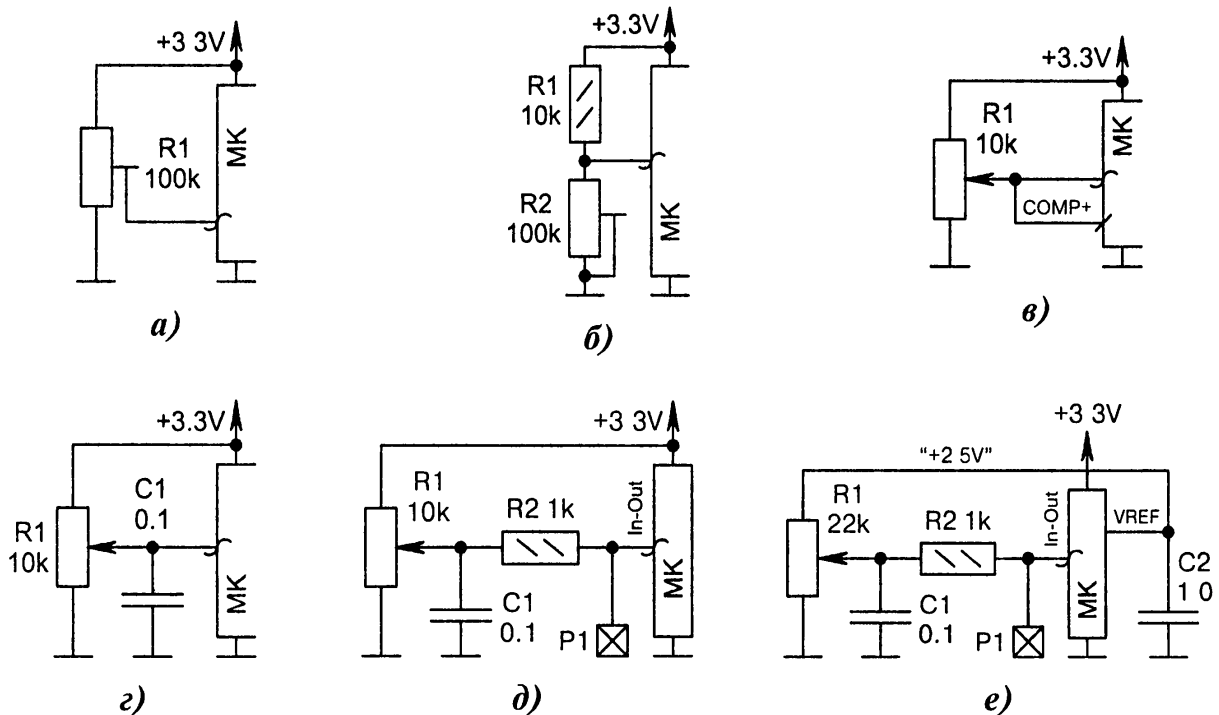 +3 3V
R1
100k
MK
а)
+3.3V
R1
10k
R2
100k
MK
б)
+3.3V
R1
10k
MK
COMP+
в)
+3.3V
C1
0.1
R1
10k
MK
г)
+3 3V
R1
10k
R2 1k
In-Out
C1
0.1
P1
MK
д)
+3 3V
"+2 5V"
R1
22k
R2 1k
In-Out
VREF
C1
0.1
P1
MK
C2
1 0
е)